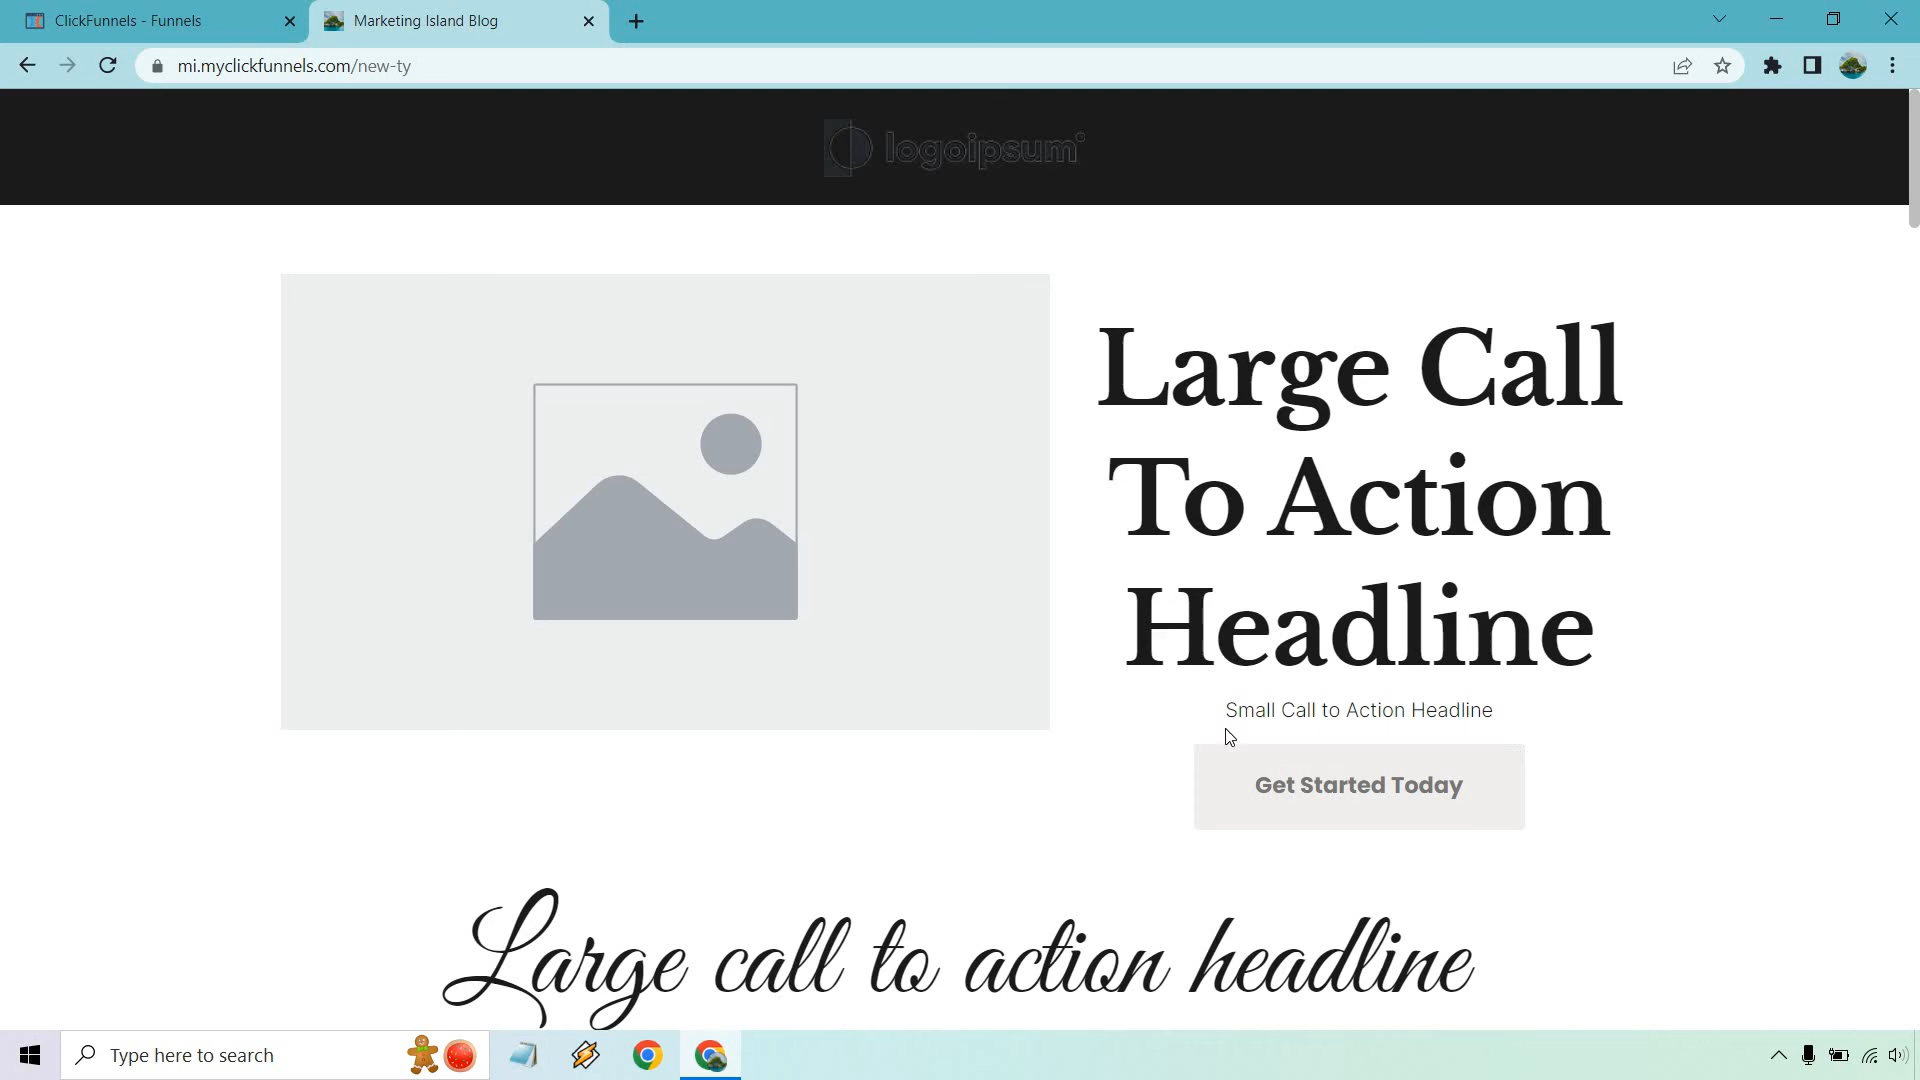 ClickFunnels - Funnels
Marketing Island Blog
mi.myclickfunnels.com/new-ty
logoipsum®
Large Call
To Action
Headline
Small Call to Action Headline
Get Started Today
Large call to action headline
Type here to search